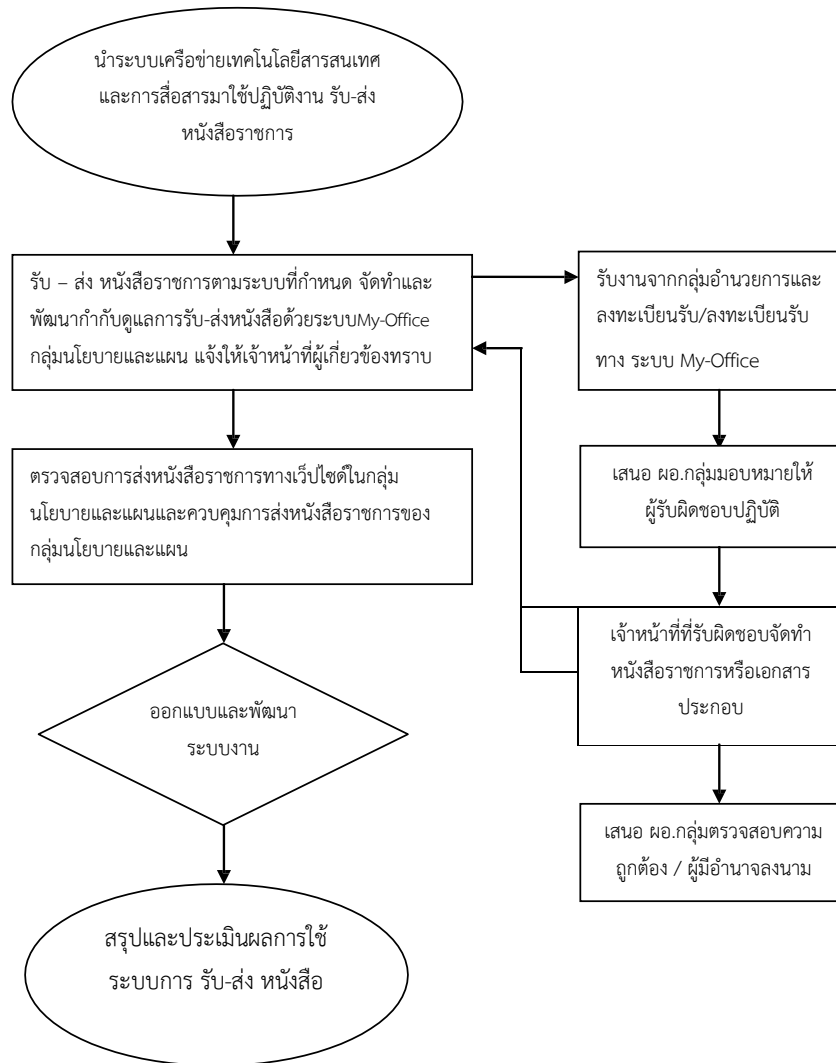 นำระบบเครือข่ายเทคโนโลยีสารสนเทศ
และการสื่อสารมาใช้ปฏิบัติงาน รับ-ส่ง
หนังสือราชการ
รับ – ส่ง หนังสือราชการตามระบบที่กำหนด จัดทำและ
พัฒนากำกับดูแลการรับ-ส่งหนังสือด้วยระบบMy-Office
กลุ่มนโยบายและแผน แจ้งให้เจ้าหน้าที่ผู้เกี่ยวข้องทราบ
รับงานจากกลุ่มอำนวยการและ
ลงทะเบียนรับ/ลงทะเบียนรับ
ทาง ระบบ My-Office
ตรวจสอบการส่งหนังสือราชการทางเว็ปไซด์ในกลุ่ม
นโยบายและแผนและควบคุมการส่งหนังสือราชการของ
กลุ่มนโยบายและแผน
เสนอ ผอ.กลุ่มมอบหมายให้
ผู้รับผิดชอบปฏิบัติ
เจ้าหน้าที่ที่รับผิดชอบจัดทำ
หนังสือราชการหรือเอกสาร
ประกอบ
ออกแบบและพัฒนา
ระบบงาน
เสนอ ผอ.กลุ่มตรวจสอบความ
ถูกต้อง / ผู้มีอำนาจลงนาม
สรุปและประเมินผลการใช้
ระบบการ รับ-ส่ง หนังสือ